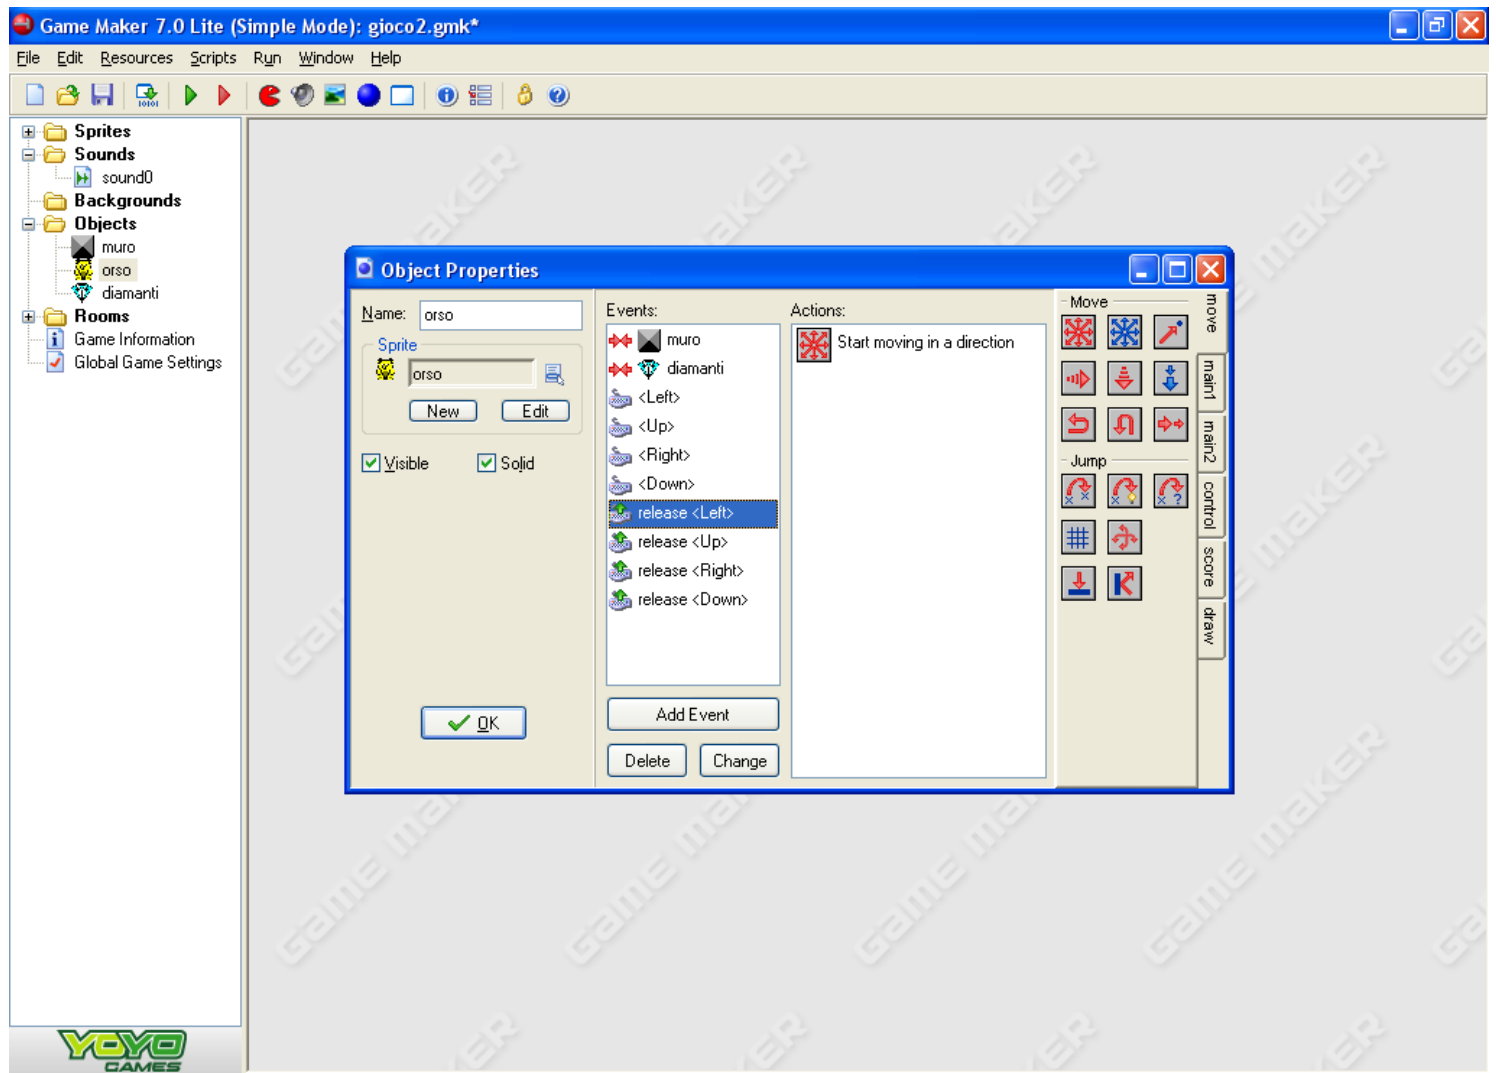 Game Maker 7.0 Lite (Simple Mode): gioco2.gmk*
File Edit Resources Scripts Run Window Help
Sprites
Sounds
sound0
Backgrounds
Objects
muro
orso
diamanti
Rooms
Game Information
Global Game Settings
YOYO
GAMES
Object Properties
Name: orso
Sprite
orso
New Edit
Visible Solid
OK
Events:
muro
diamanti
<Left>
<Up>
<Right>
<Down>
release <Left>
release <Up>
release <Right>
release <Down>
Add Event
Delete Change
Actions:
Start moving in a direction
Move
Jump
move
main1
main2
control
score
draw
GAME MAKER